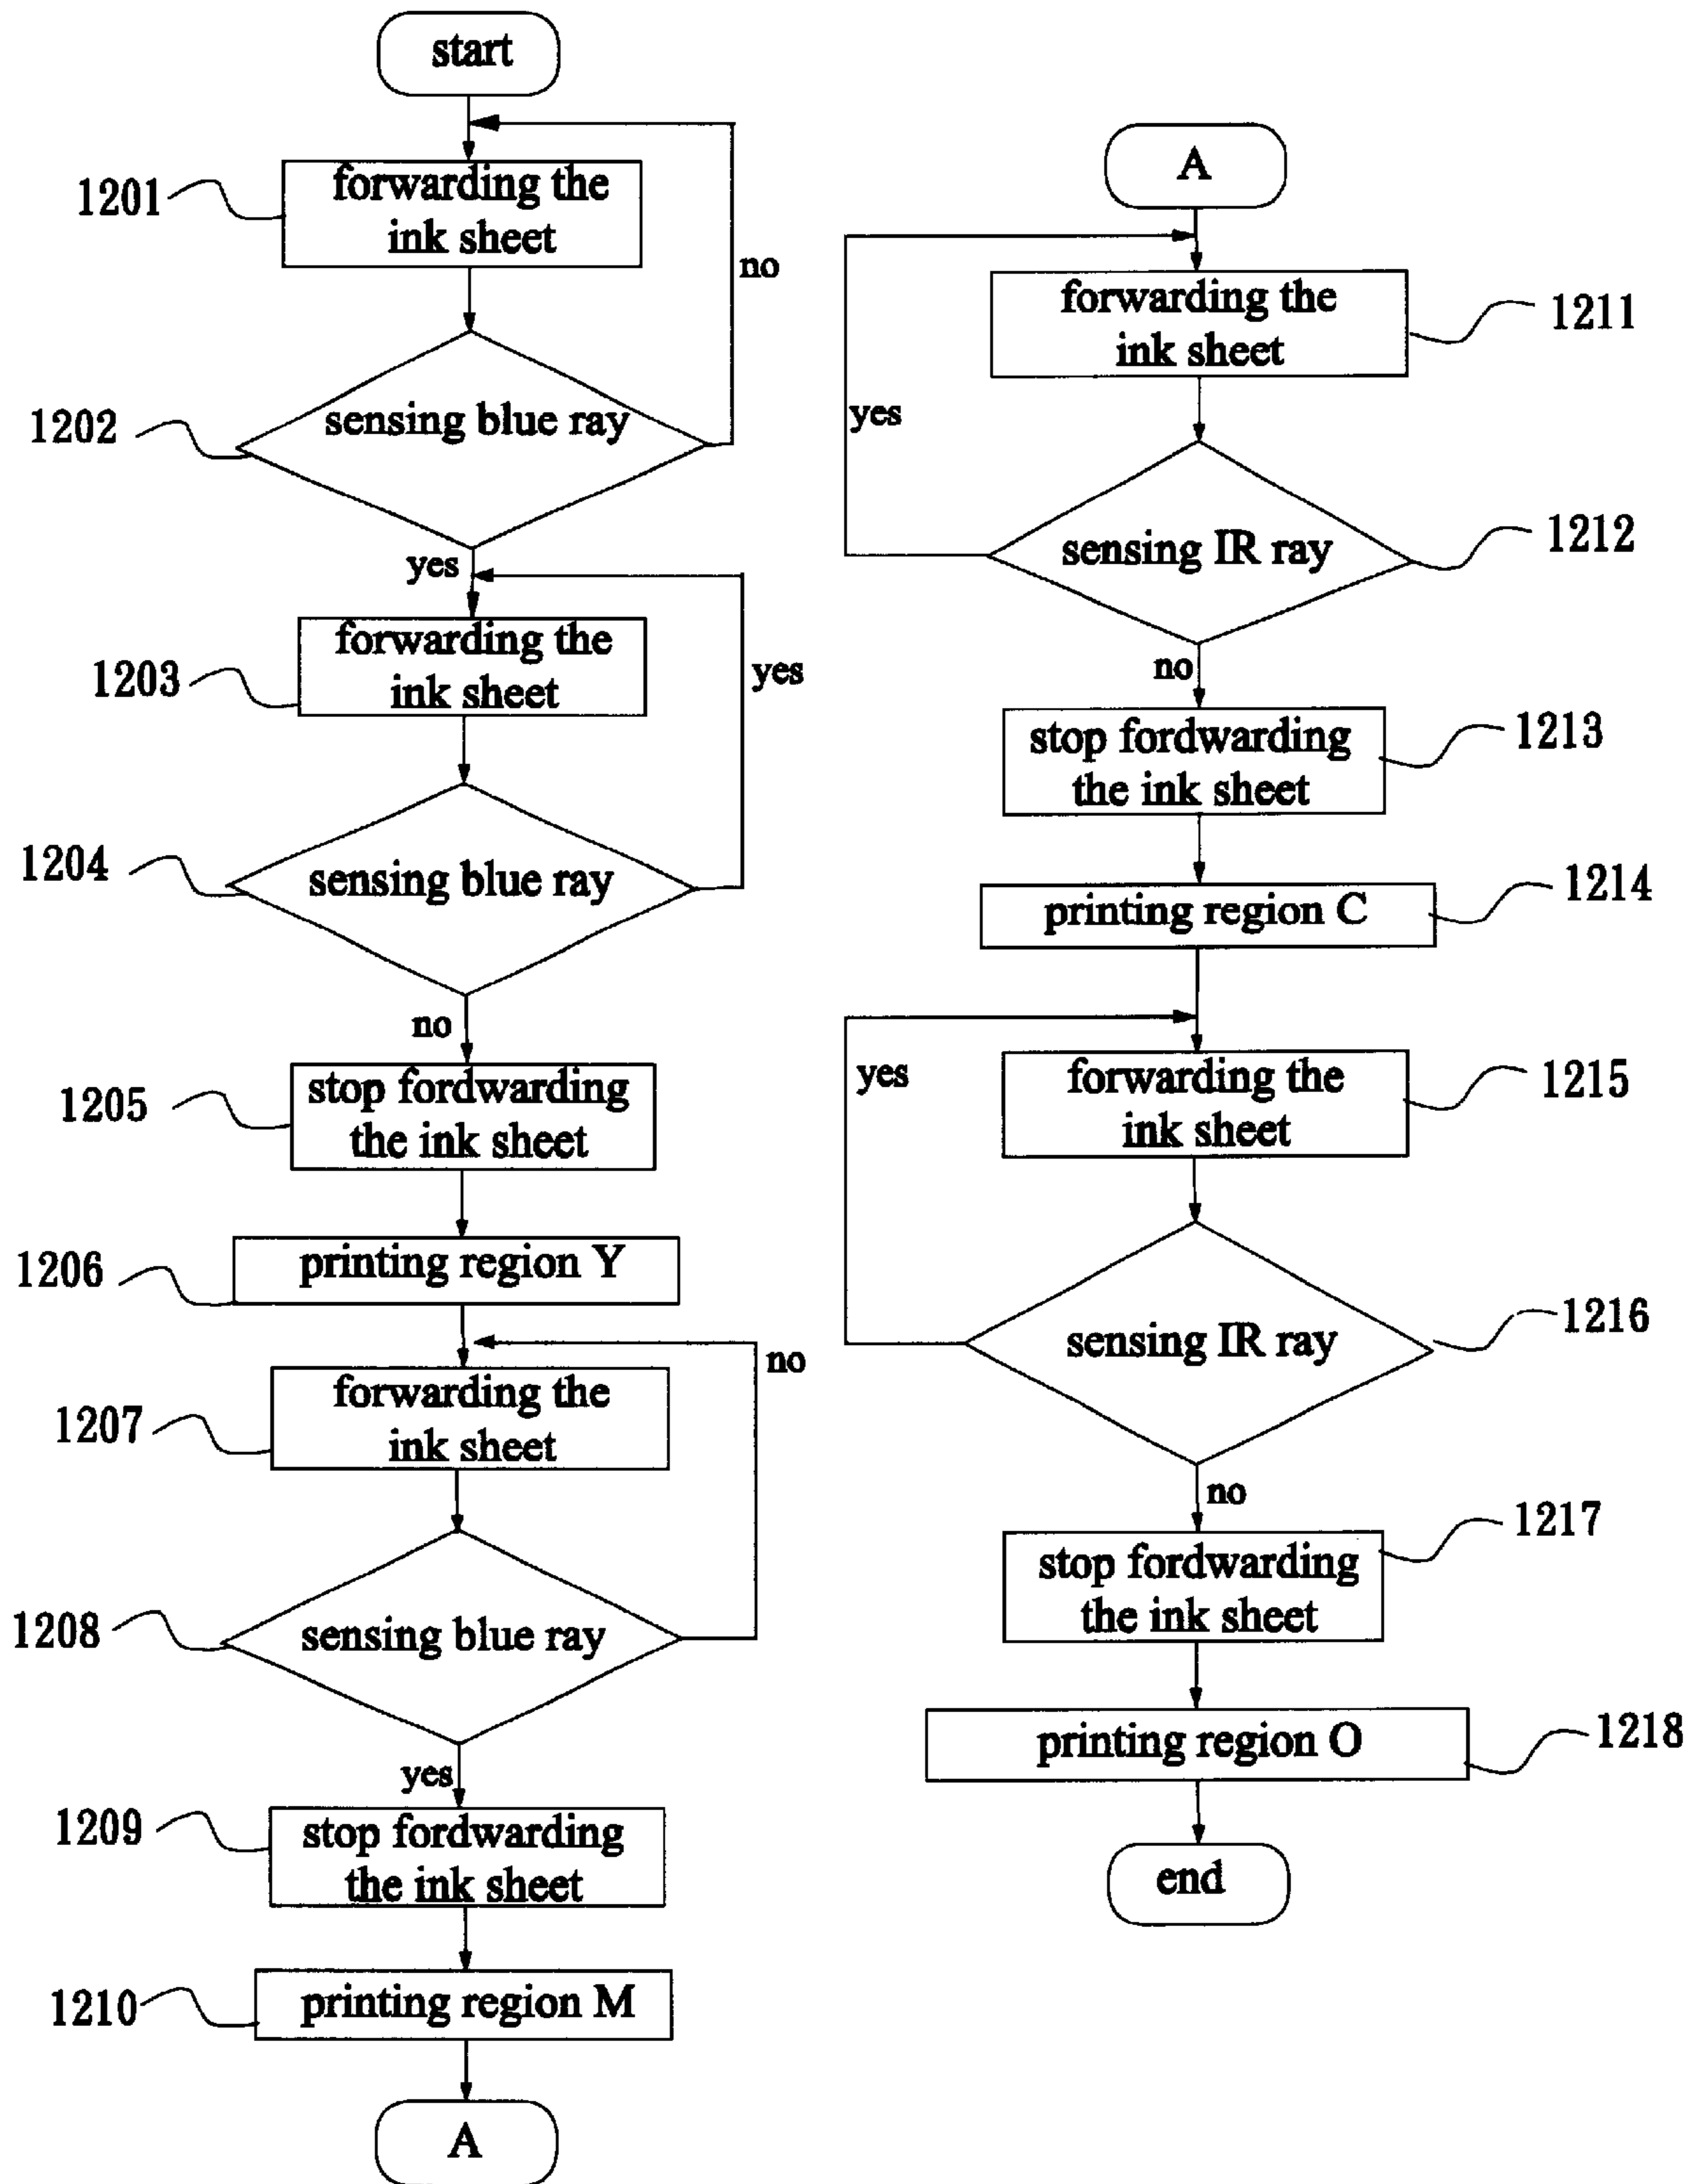 start
1201
forwarding the
ink sheet
no
1202
sensing blue ray
yes
1203
forwarding the
ink sheet
yes
1204
sensing blue ray
no
1205
stop fordwarding
the ink sheet
1206
printing region Y
no
1207
forwarding the
ink sheet
1208
sensing blue ray
yes
1209
stop fordwarding
the ink sheet
1210
printing region M
A
A
forwarding the
ink sheet
1211
yes
sensing IR ray
1212
no
stop fordwarding
the ink sheet
1213
printing region C
1214
yes
forwarding the
ink sheet
1215
sensing IR ray
1216
no
stop fordwarding
the ink sheet
1217
printing region O
1218
end